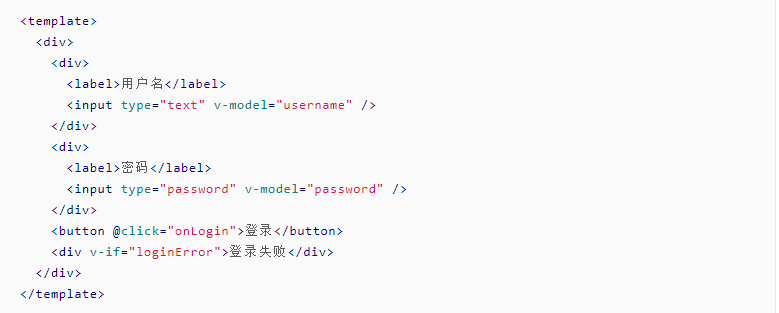 <template>
  <div>
    <div>
      <label>用户名</label>
      <input type="text" v-model="username" />
    </div>
    <div>
      <label>密码</label>
      <input type="password" v-model="password" />
    </div>
    <button @click="onLogin">登录</button>
    <div v-if="loginError">登录失败</div>
  </div>
</template>